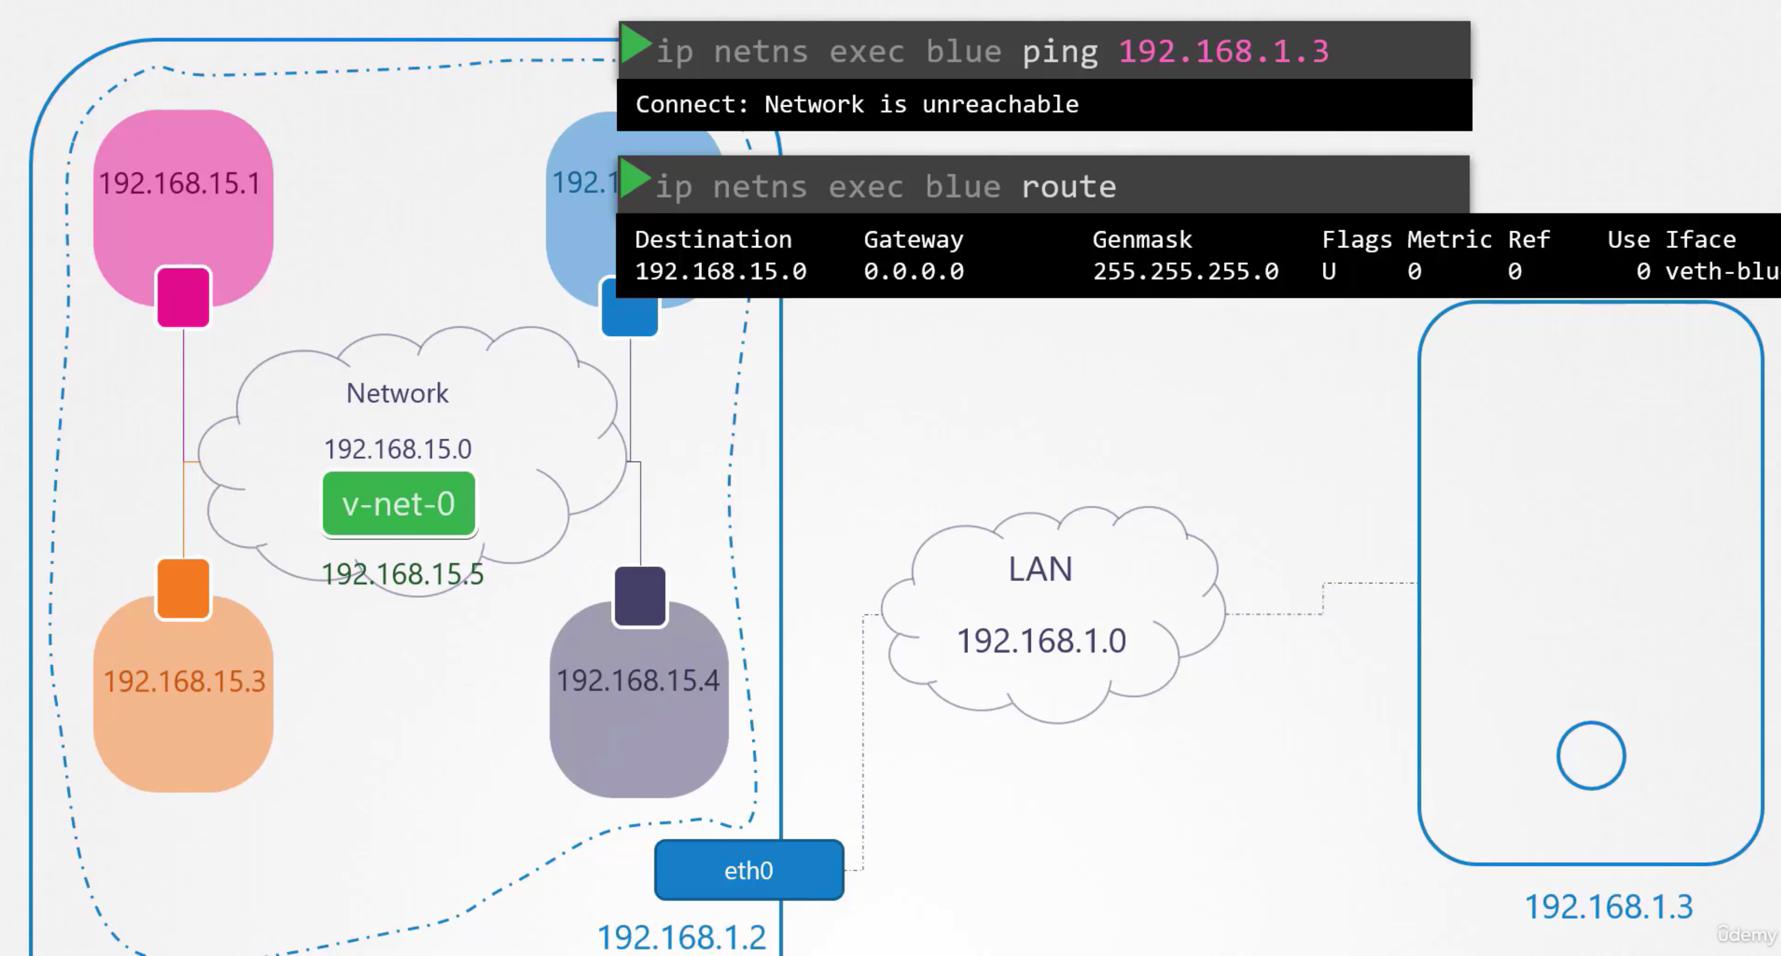 ip netns exec blue ping 192.168.1.3
Connect: Network is unreachable
ip netns exec blue route
Destination Gateway Genmask Flags Metric Ref Use Iface
192.168.15.0 0.0.0.0 255.255.255.0 U 0 0 0 veth-blu
192.168.15.1
192.1
Network
192.168.15.0
v-net-0
192.168.15.5
192.168.15.3
192.168.15.4
LAN
192.168.1.0
eth0
192.168.1.2
192.168.1.3
ûdemy